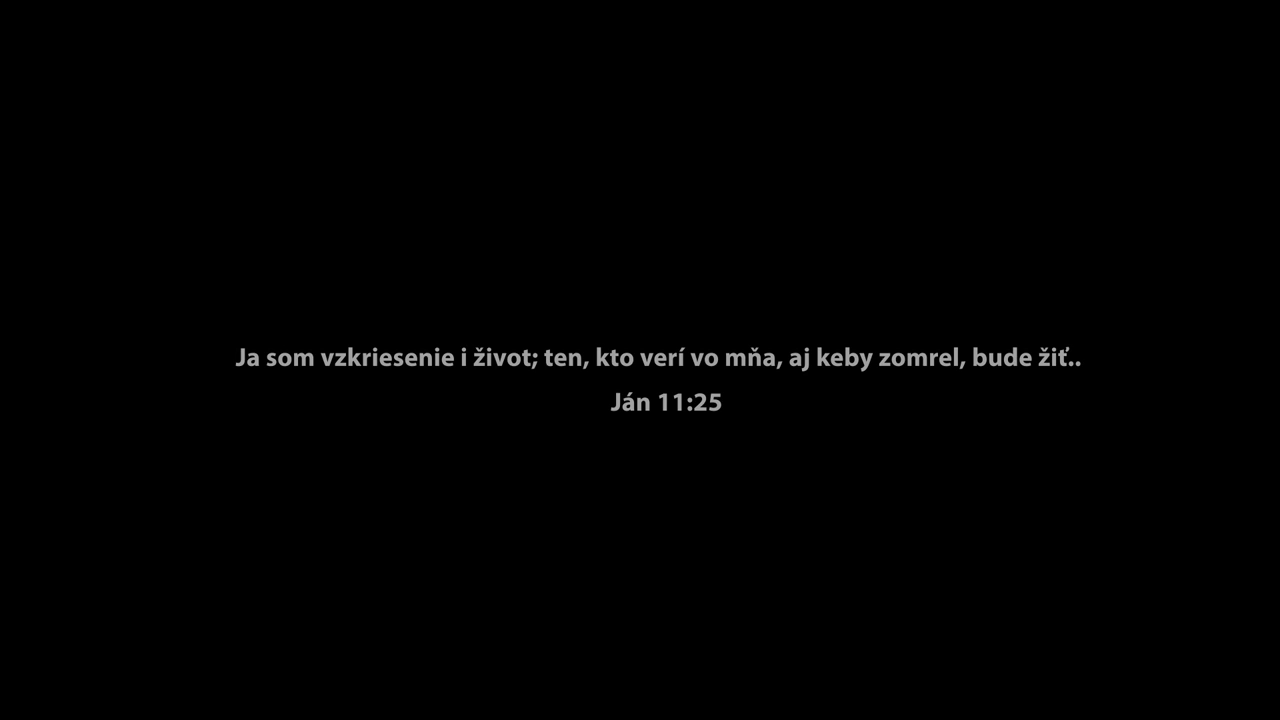 Ja som vzkriesenie i život; ten, kto verí vo mňa, aj keby zomrel, bude žiť..
Ján 11:25